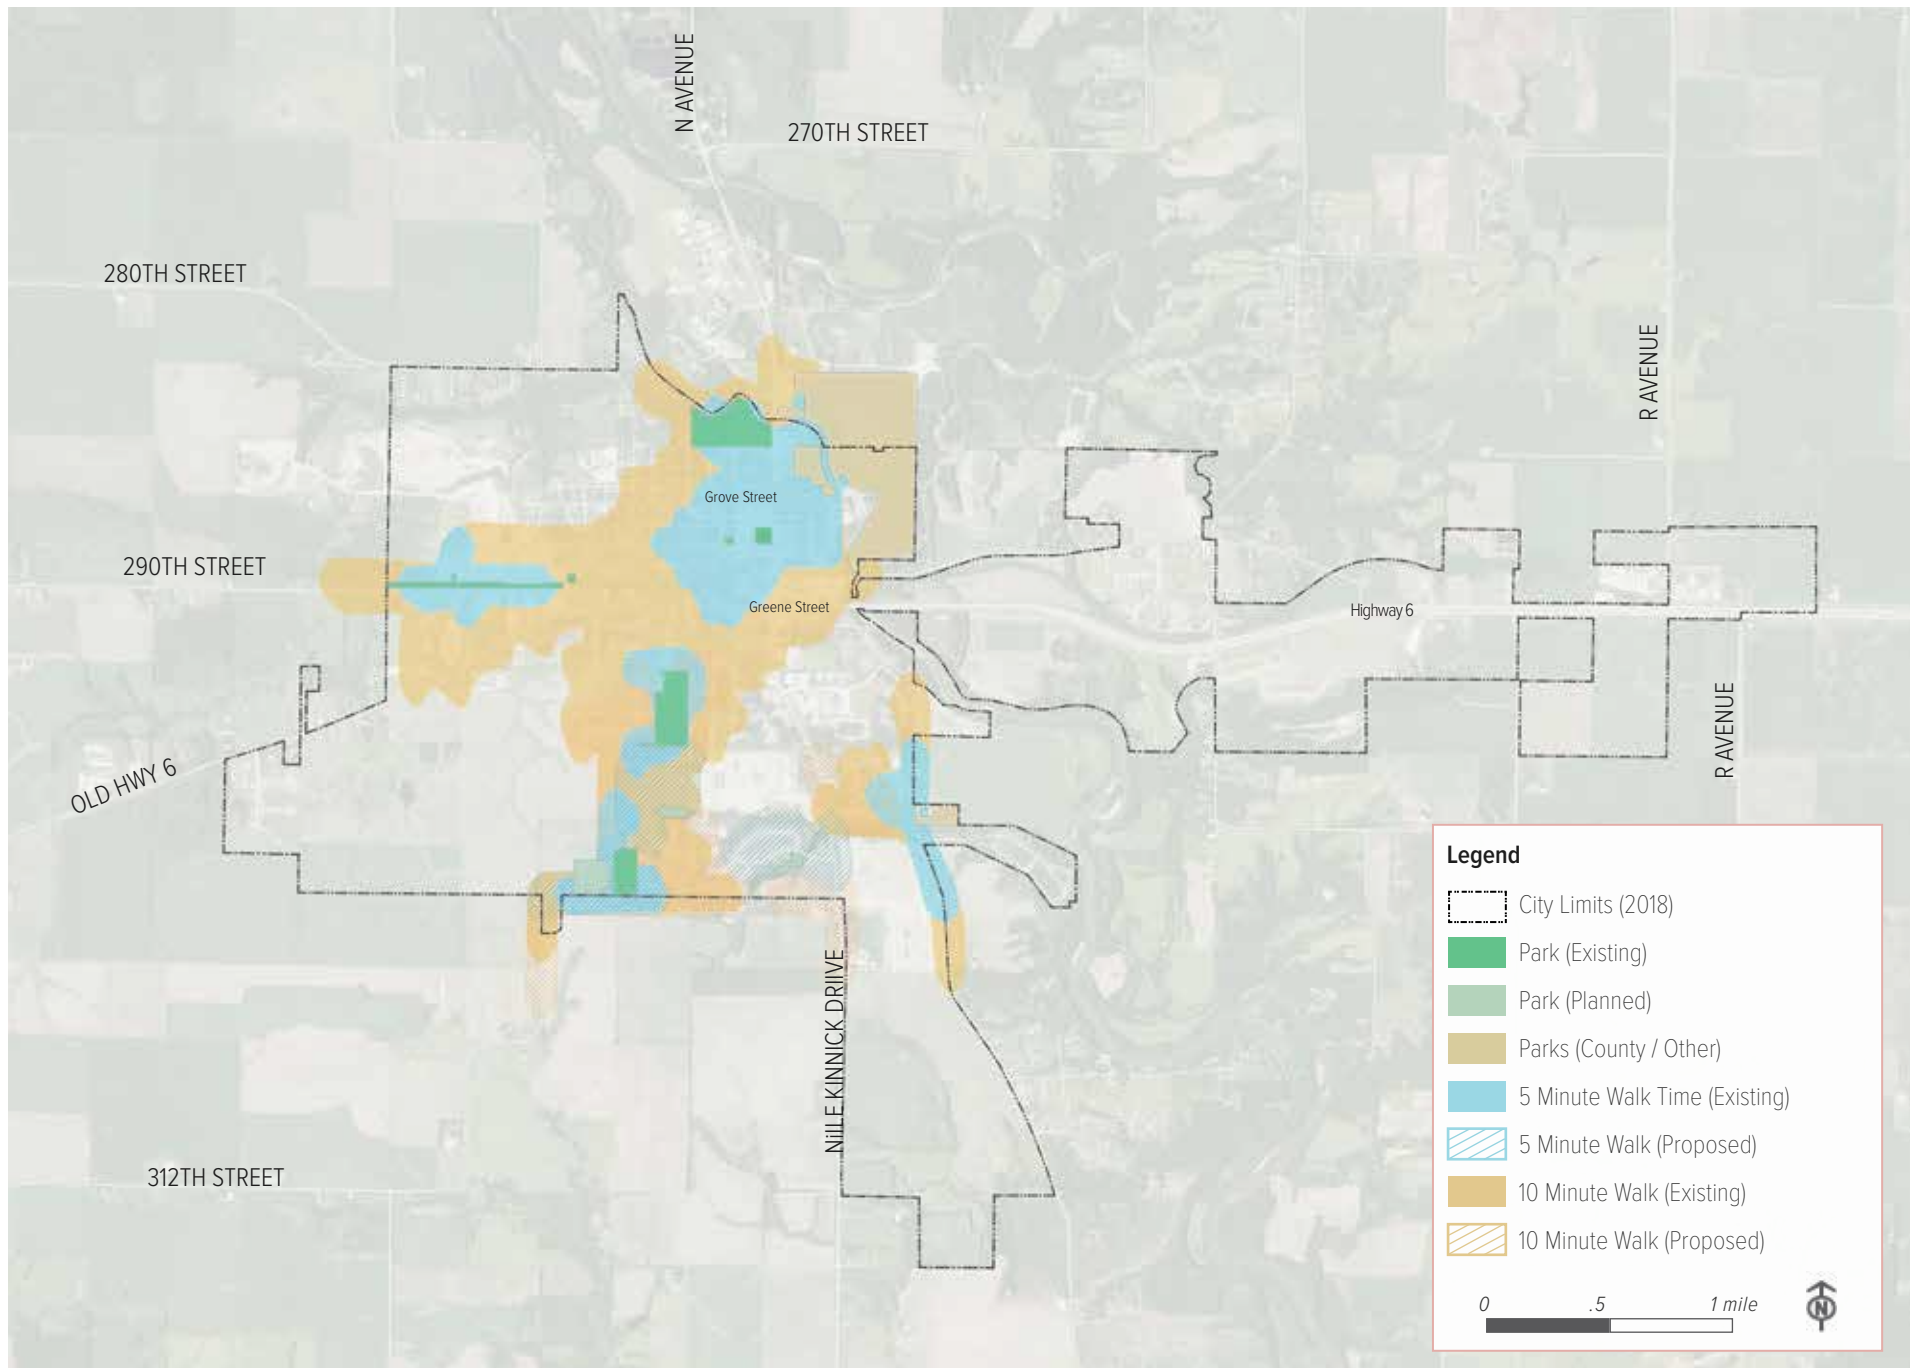 N AVENUE
270TH STREET
280TH STREET
R AVENUE
Grove Street
290TH STREET
Greene Street
Highway 6
R AVENUE
OLD HWY 6
NiILE KINNICK DRIIVE
312TH STREET
Legend
City Limits (2018)
Park (Existing)
Park (Planned)
Parks (County / Other)
5 Minute Walk Time (Existing)
5 Minute Walk (Proposed)
10 Minute Walk (Existing)
10 Minute Walk (Proposed)
0 .5 1 mile
N